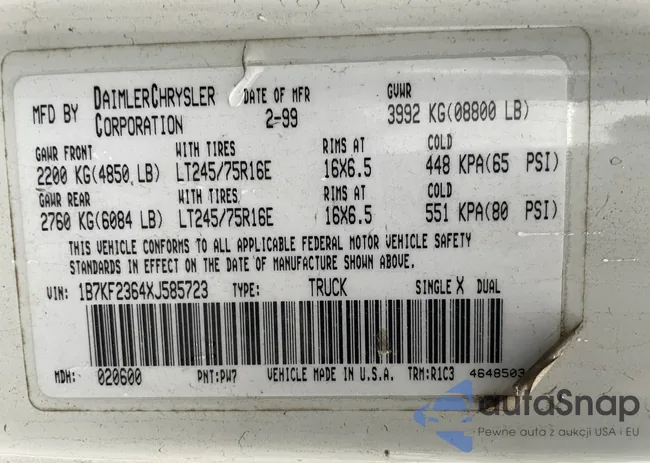 MFD BY DAIMLERCHRYSLER CORPORATION DATE OF MFR 2-99 GVWR 3992 KG(08800 LB)
GAWR FRONT WITH TIRES RIMS AT COLD
2200 KG(4850 LB) LT245/75R16E 16X6.5 448 KPA(65 PSI)
GAWR REAR WITH TIRES RIMS AT COLD
2760 KG(6084 LB) LT245/75R16E 16X6.5 551 KPA(80 PSI)
THIS VEHICLE CONFORMS TO ALL APPLICABLE FEDERAL MOTOR VEHICLE SAFETY
STANDARDS IN EFFECT ON THE DATE OF MANUFACTURE SHOWN ABOVE.
VIN: 1B7KF2364XJ585723 TYPE: TRUCK SINGLE X DUAL
MDH: 020600 PNT:PW7 VEHICLE MADE IN U.S.A. TRM:R1C3 4648503
autoSnap
Pewne auta z aukcji USA i EU